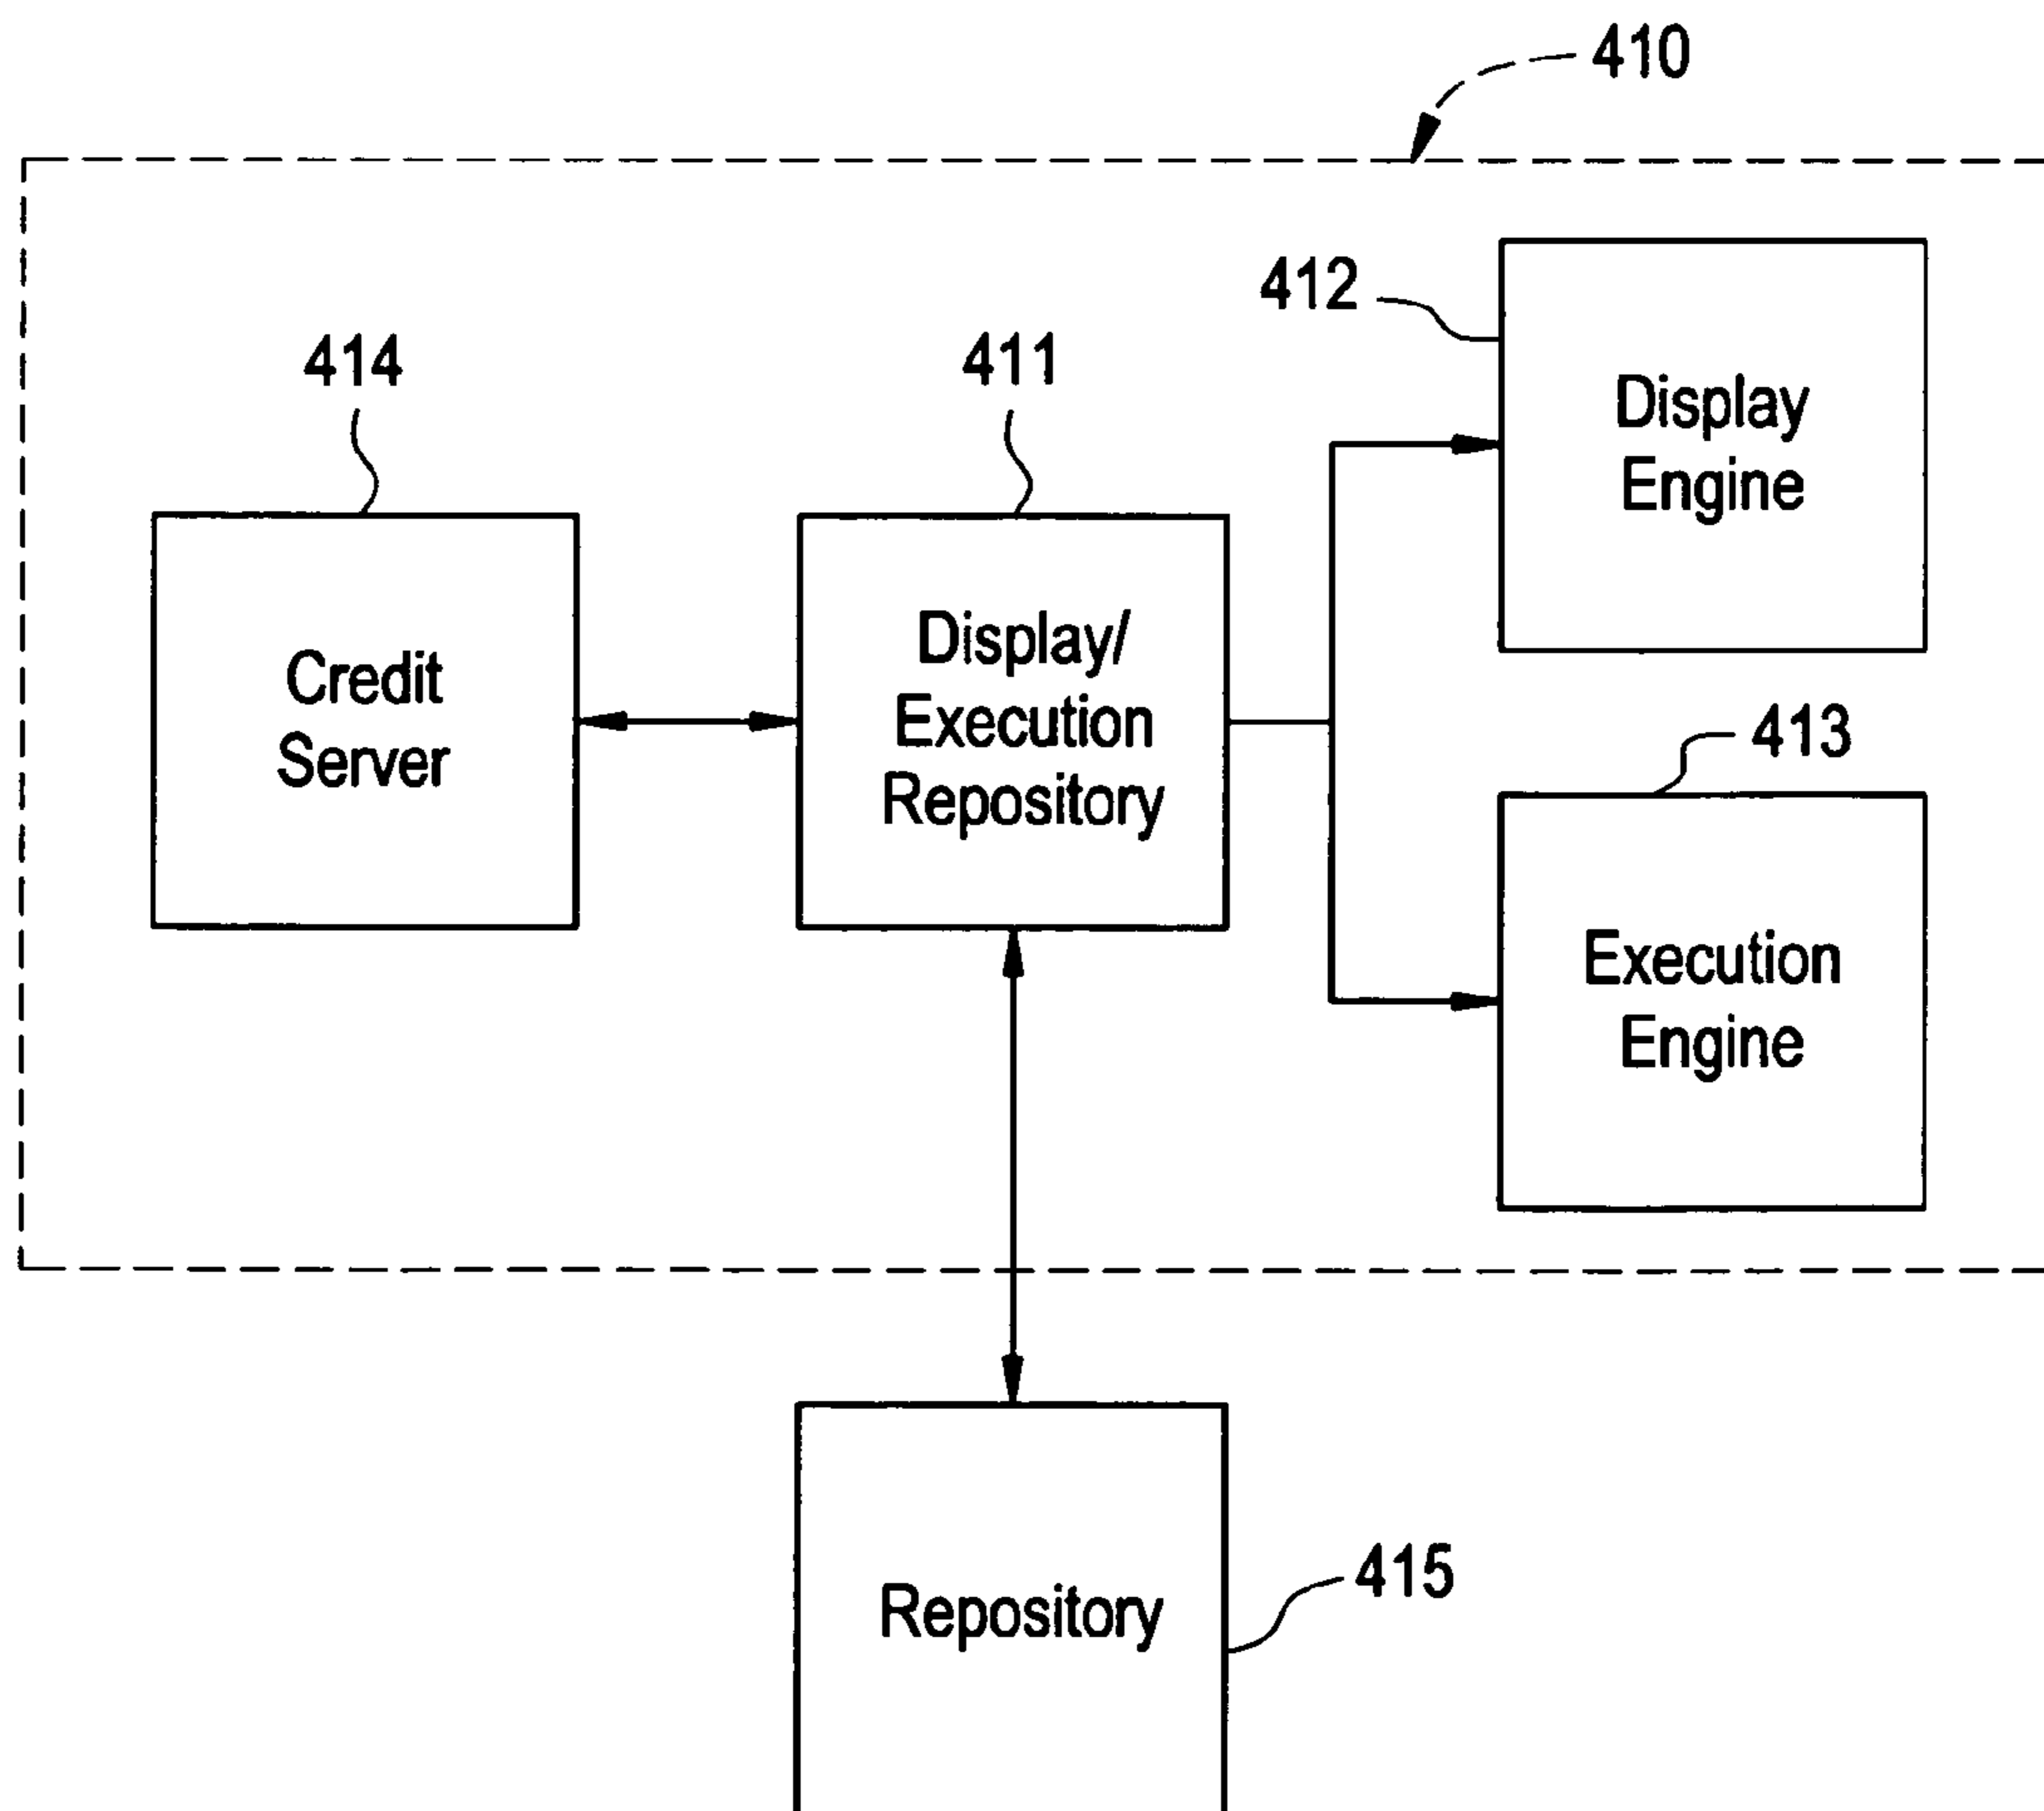 410
412
Display
Engine
414
411
Credit
Server
Display/
Execution
Repository
413
Execution
Engine
Repository
415